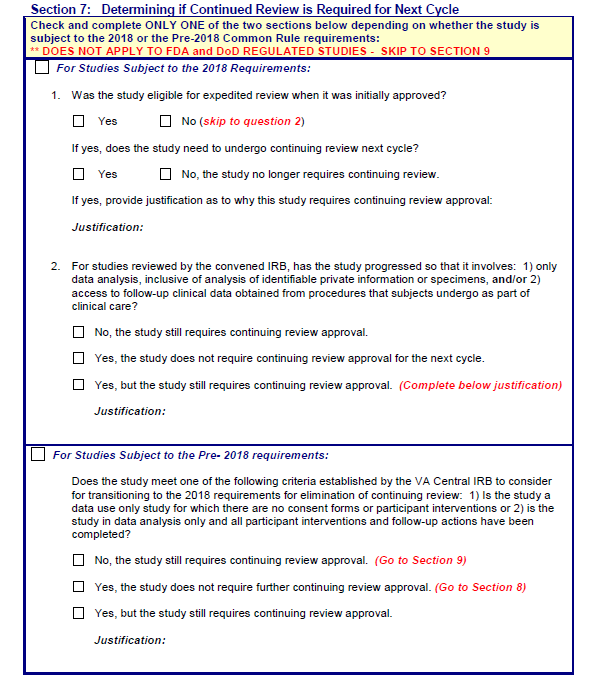 Section 7: Determining if Continued Review is Required for Next Cycle
Check and complete ONLY ONE of the two sections below depending on whether the study is
subject to the 2018 or the Pre-2018 Common Rule requirements:
** DOES NOT APPLY TO FDA and DoD REGULATED STUDIES - SKIP TO SECTION 9
For Studies Subject to the 2018 Requirements:
1. Was the study eligible for expedited review when it was initially approved?
Yes No (skip to question 2)
If yes, does the study need to undergo continuing review next cycle?
Yes No, the study no longer requires continuing review.
If yes, provide justification as to why this study requires continuing review approval:
Justification:
2. For studies reviewed by the convened IRB, has the study progressed so that it involves: 1) only
data analysis, inclusive of analysis of identifiable private information or specimens, and/or 2)
access to follow-up clinical data obtained from procedures that subjects undergo as part of
clinical care?
No, the study still requires continuing review approval.
Yes, the study does not require continuing review approval for the next cycle.
Yes, but the study still requires continuing review approval. (Complete below justification)
Justification:
For Studies Subject to the Pre- 2018 requirements:
Does the study meet one of the following criteria established by the VA Central IRB to consider
for transitioning to the 2018 requirements for elimination of continuing review: 1) Is the study a
data use only study for which there are no consent forms or participant interventions or 2) is the
study in data analysis only and all participant interventions and follow-up actions have been
completed?
No, the study still requires continuing review approval. (Go to Section 9)
Yes, the study does not require further continuing review approval. (Go to Section 8)
Yes, but the study still requires continuing review approval.
Justification: